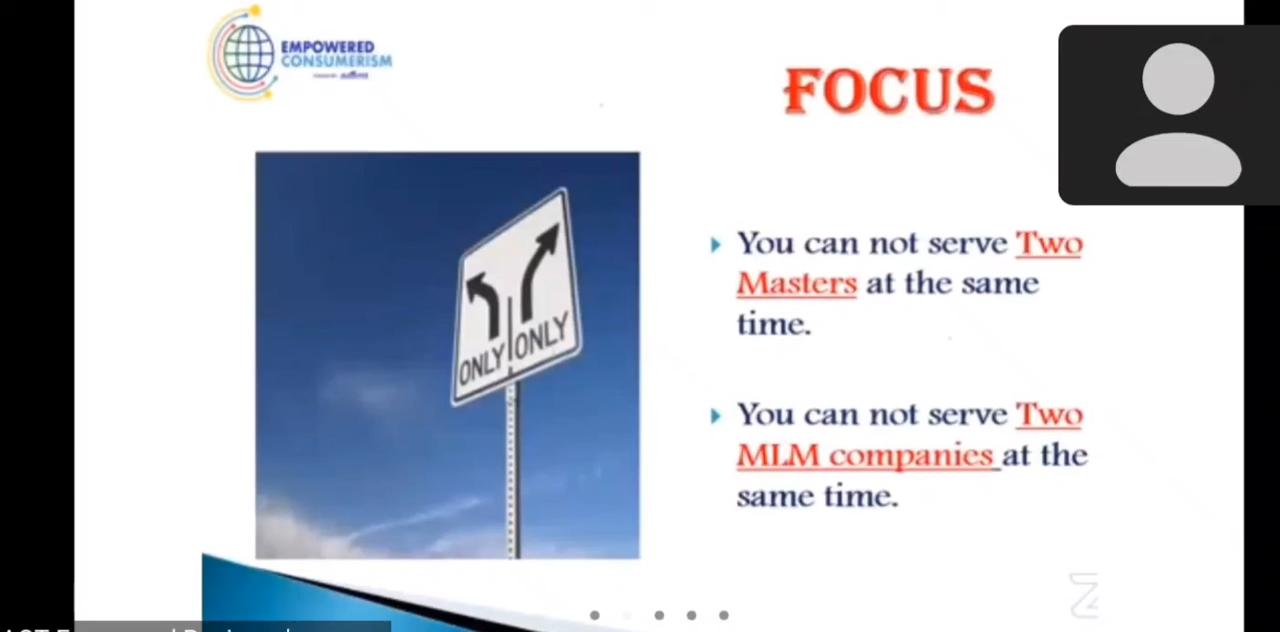 EMPOWERED
CONSUMERISM
FOCUS
ONLY ONLY
You can not serve Two
Masters at the same
time.
You can not serve Two
MLM companies at the
same time.